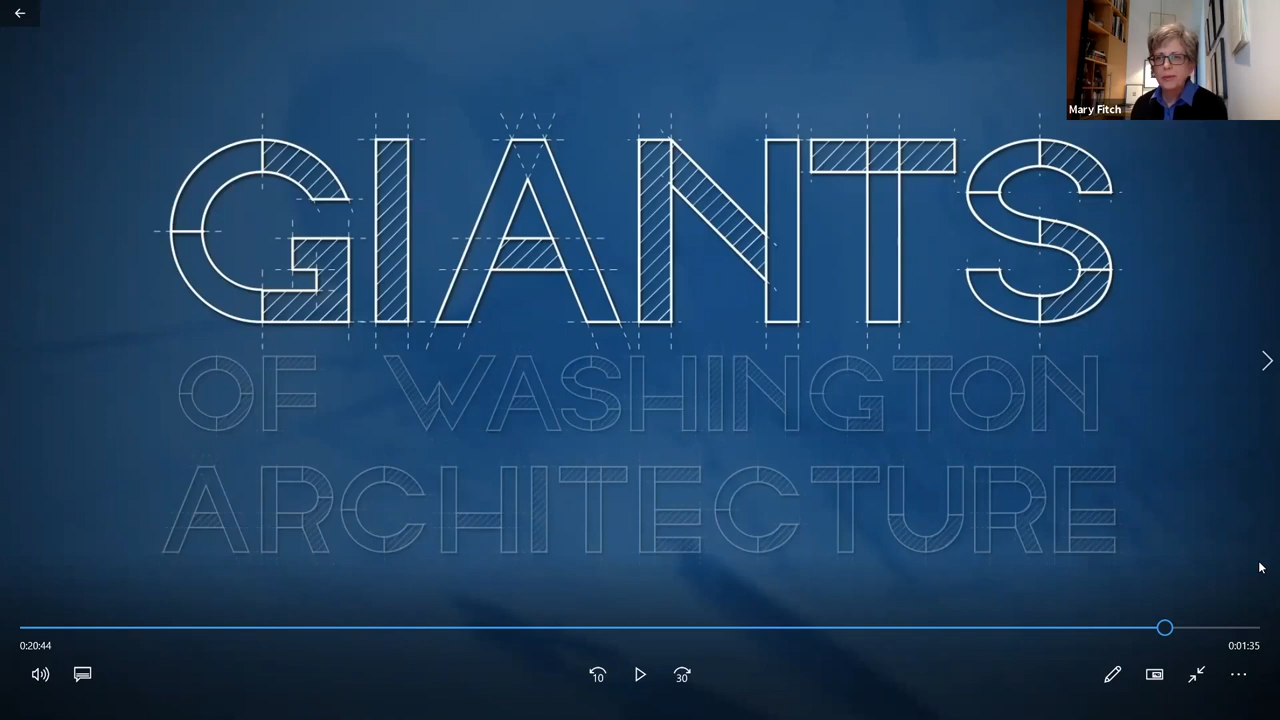 Mary Fitch
GIANTS
OF WASHINGTON
ARCHITECTURE
0:20:44
0:01:35
10
30